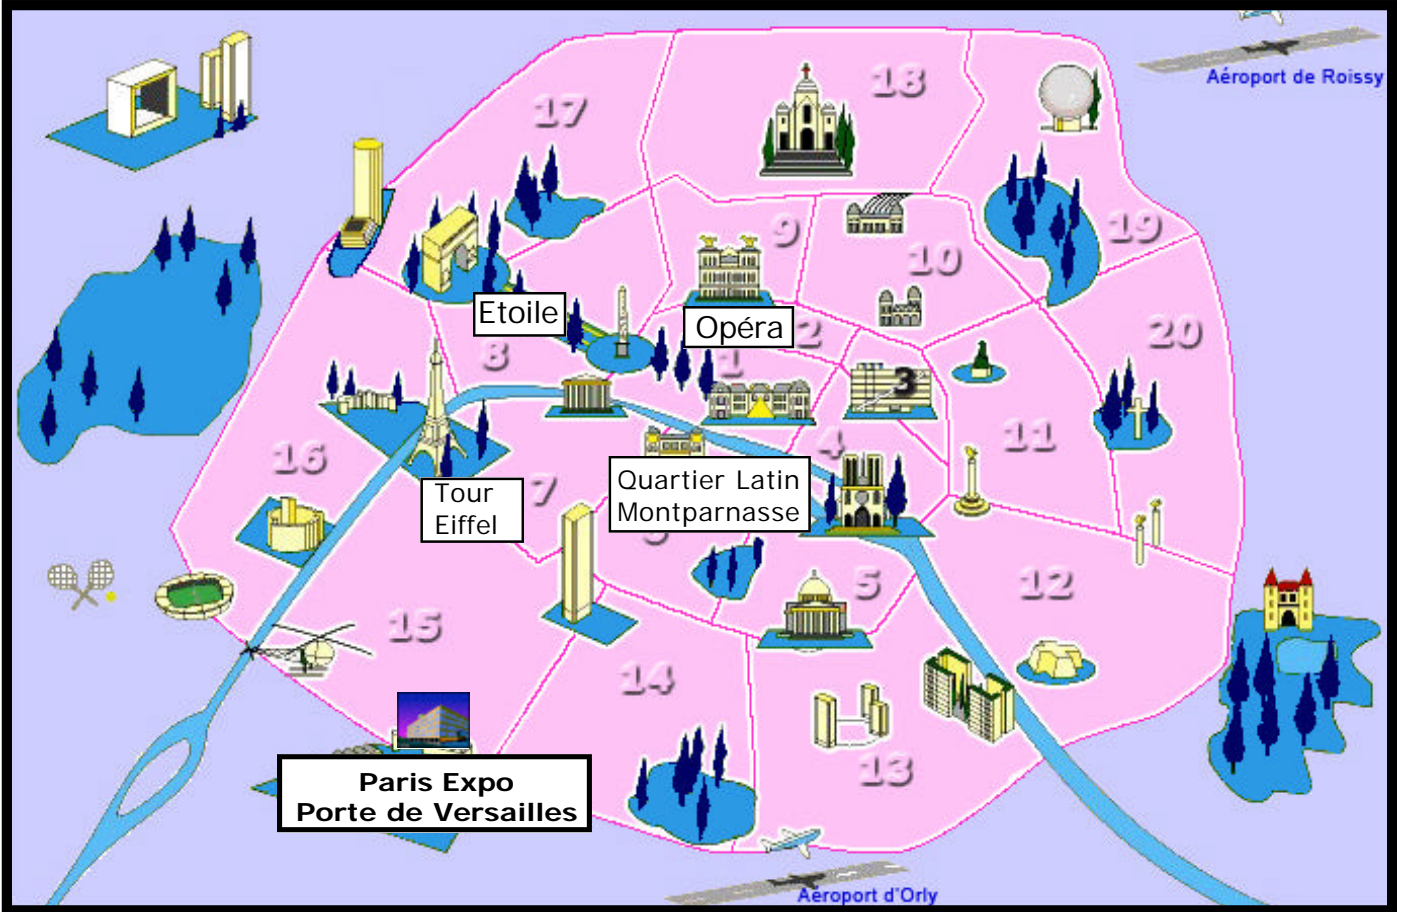 Aéroport de Roissy
18
17
9
19
10
Etoile
Opéra
2
20
8
1
3
11
4
16
Quartier Latin
Montparnasse
Tour
Eiffel
7
5
12
15
14
13
Paris Expo
Porte de Versailles
Aéroport d'Orly